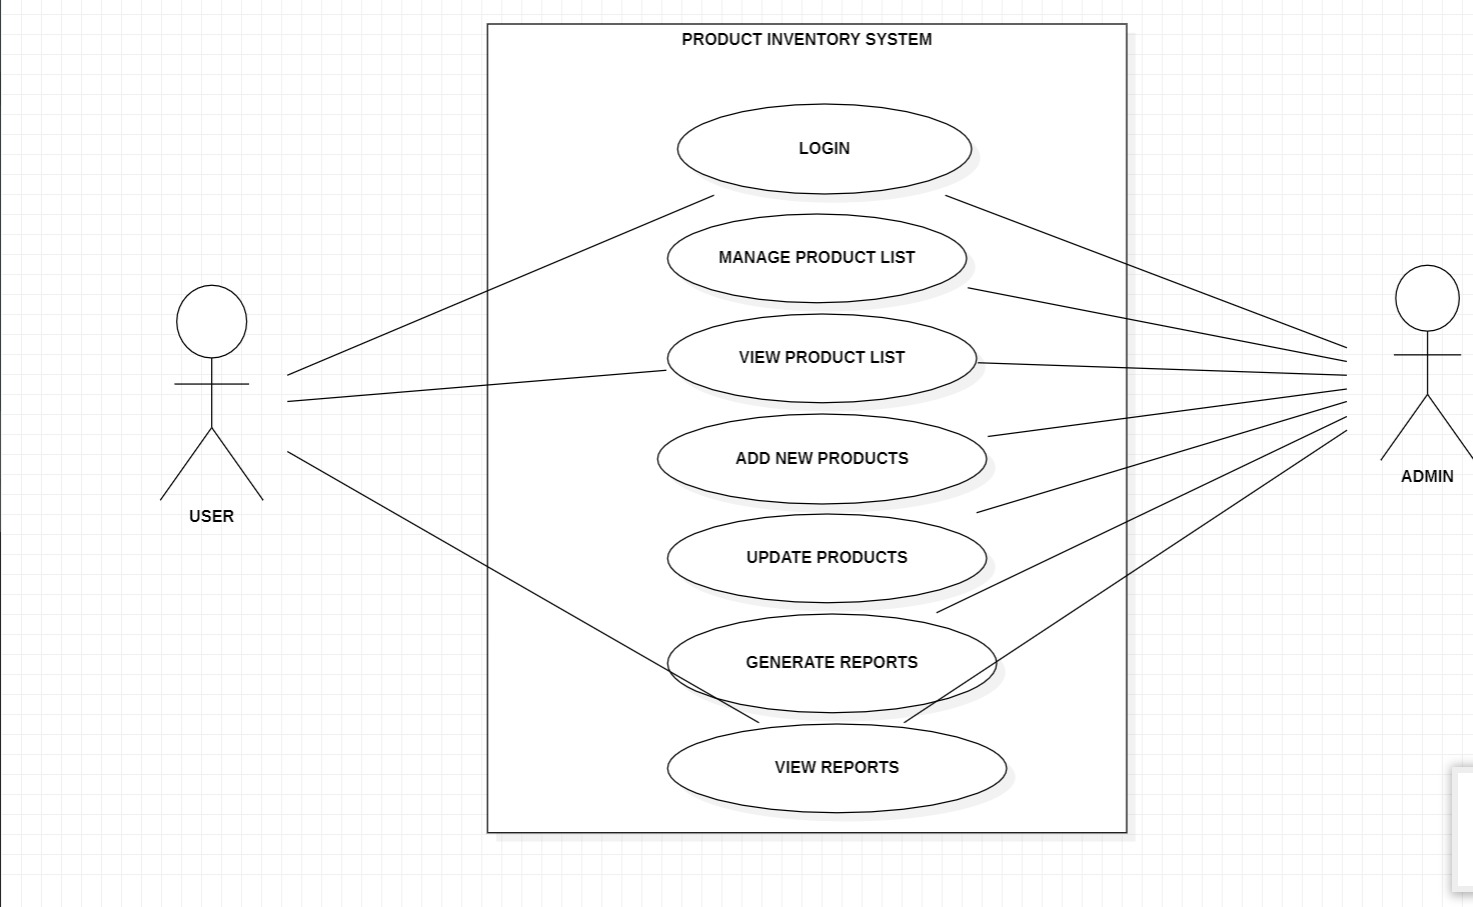 PRODUCT INVENTORY SYSTEM
LOGIN
MANAGE PRODUCT LIST
VIEW PRODUCT LIST
ADD NEW PRODUCTS
UPDATE PRODUCTS
GENERATE REPORTS
VIEW REPORTS
USER
ADMIN